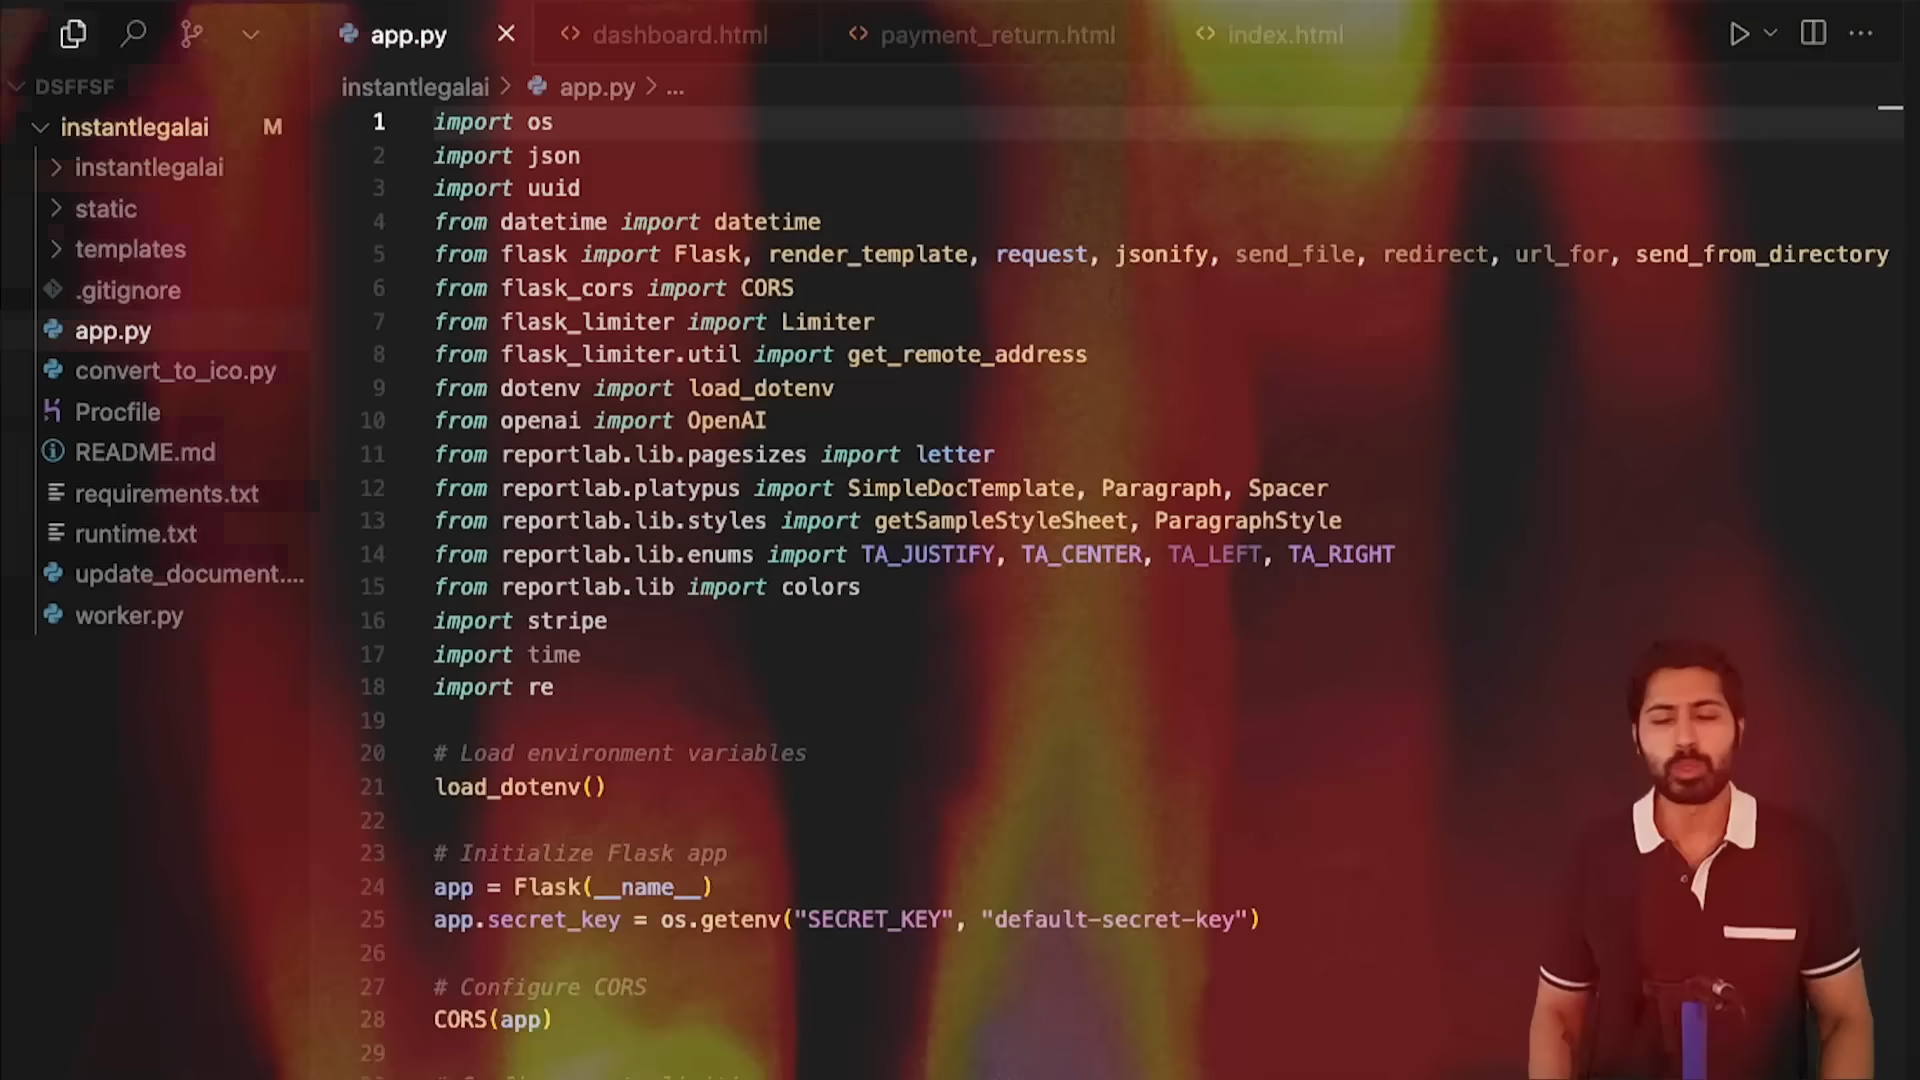 app.py
dashboard.html
payment_return.html
index.html
DSFFSF
instantlegalai > app.py > ...
instantlegalai M
instantlegalai
static
templates
.gitignore
app.py
convert_to_ico.py
Procfile
README.md
requirements.txt
runtime.txt
update_document....
worker.py
1 import os
2 import json
3 import uuid
4 from datetime import datetime
5 from flask import Flask, render_template, request, jsonify, send_file, redirect, url_for, send_from_directory
6 from flask_cors import CORS
7 from flask_limiter import Limiter
8 from flask_limiter.util import get_remote_address
9 from dotenv import load_dotenv
10 from openai import OpenAI
11 from reportlab.lib.pagesizes import letter
12 from reportlab.platypus import SimpleDocTemplate, Paragraph, Spacer
13 from reportlab.lib.styles import getSampleStyleSheet, ParagraphStyle
14 from reportlab.lib.enums import TA_JUSTIFY, TA_CENTER, TA_LEFT, TA_RIGHT
15 from reportlab.lib import colors
16 import stripe
17 import time
18 import re
19
20 # Load environment variables
21 load_dotenv()
22
23 # Initialize Flask app
24 app = Flask(__name__)
25 app.secret_key = os.getenv("SECRET_KEY", "default-secret-key")
26
27 # Configure CORS
28 CORS(app)
29